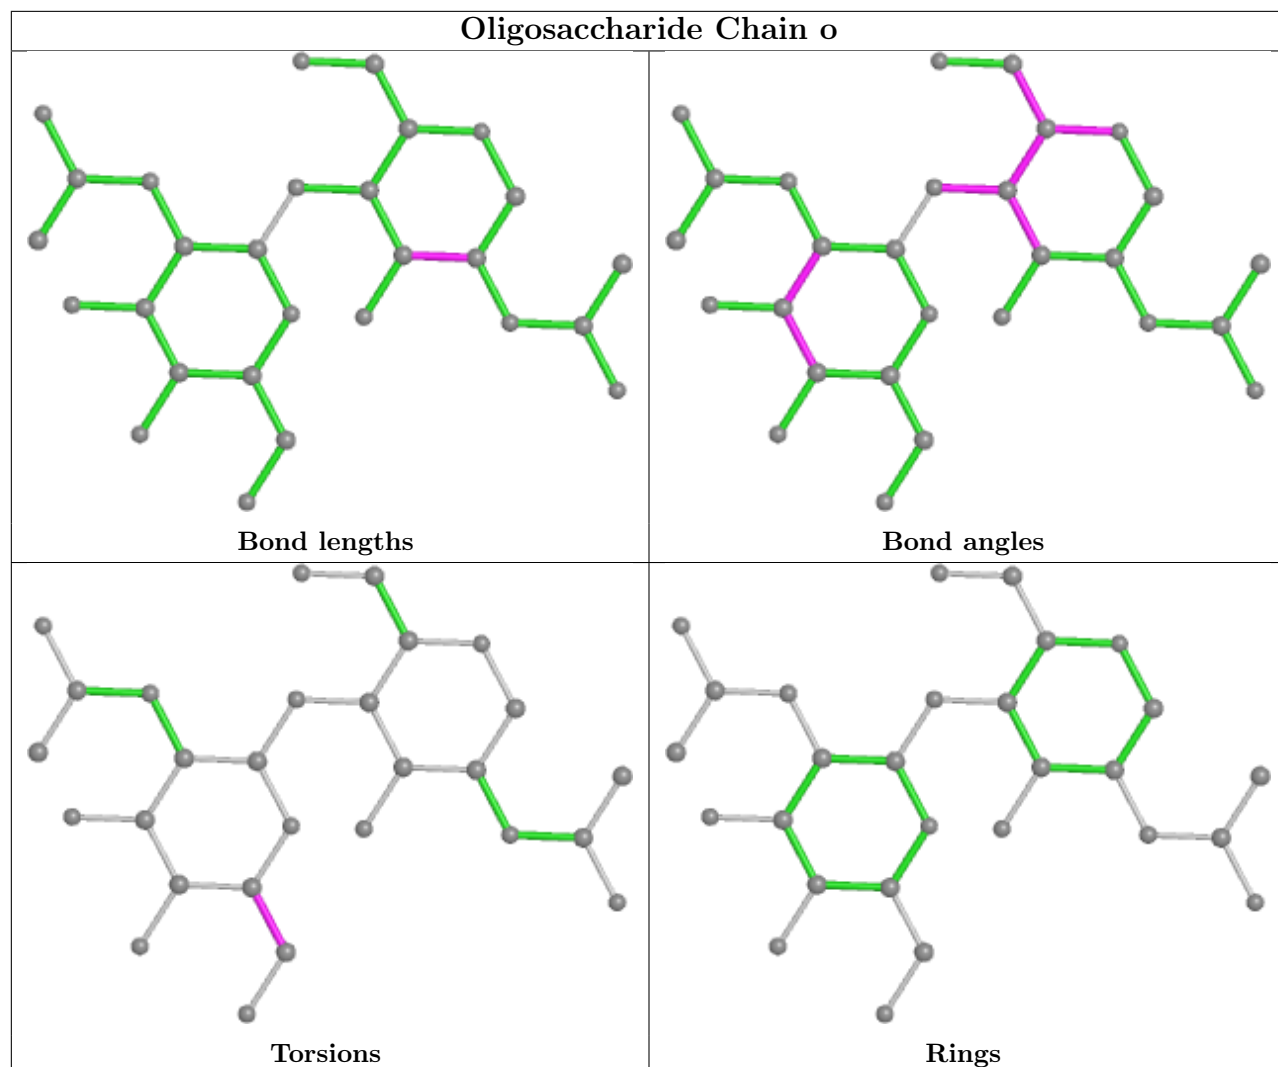 Oligosaccharide Chain o
Bond lengths
Bond angles
Torsions
Rings